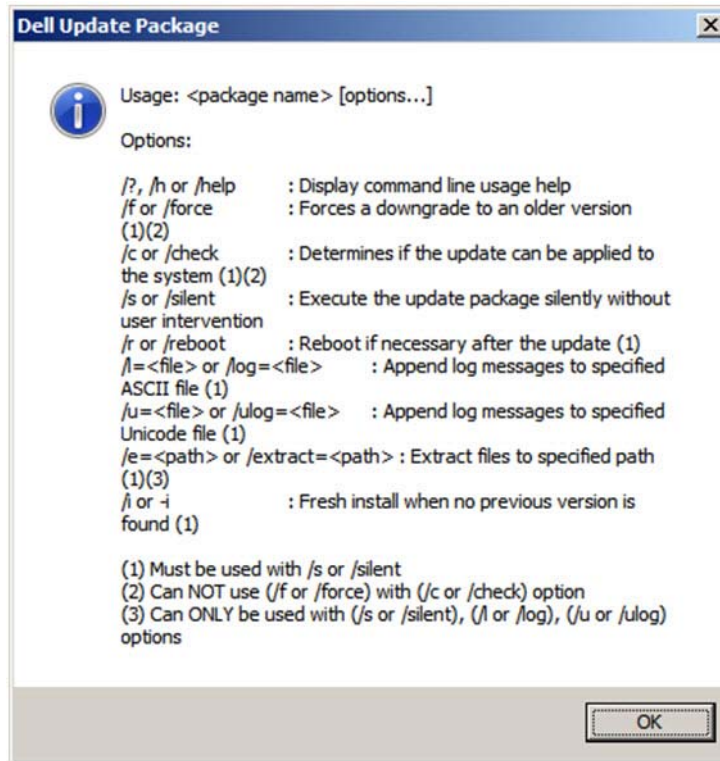 Dell Update Package
Usage: <package name> [options...]
Options:
/?, /h or /help : Display command line usage help
/f or /force : Forces a downgrade to an older version
(1)(2)
/c or /check : Determines if the update can be applied to
the system (1)(2)
/s or /silent : Execute the update package silently without
user intervention
/r or /reboot : Reboot if necessary after the update (1)
/l=<file> or /log=<file> : Append log messages to specified
ASCII file (1)
/u=<file> or /ulog=<file> : Append log messages to specified
Unicode file (1)
/e=<path> or /extract=<path> : Extract files to specified path
(1)(3)
/i or -i : Fresh install when no previous version is
found (1)
(1) Must be used with /s or /silent
(2) Can NOT use (/f or /force) with (/c or /check) option
(3) Can ONLY be used with (/s or /silent), (/l or /log), (/u or /ulog)
options
OK